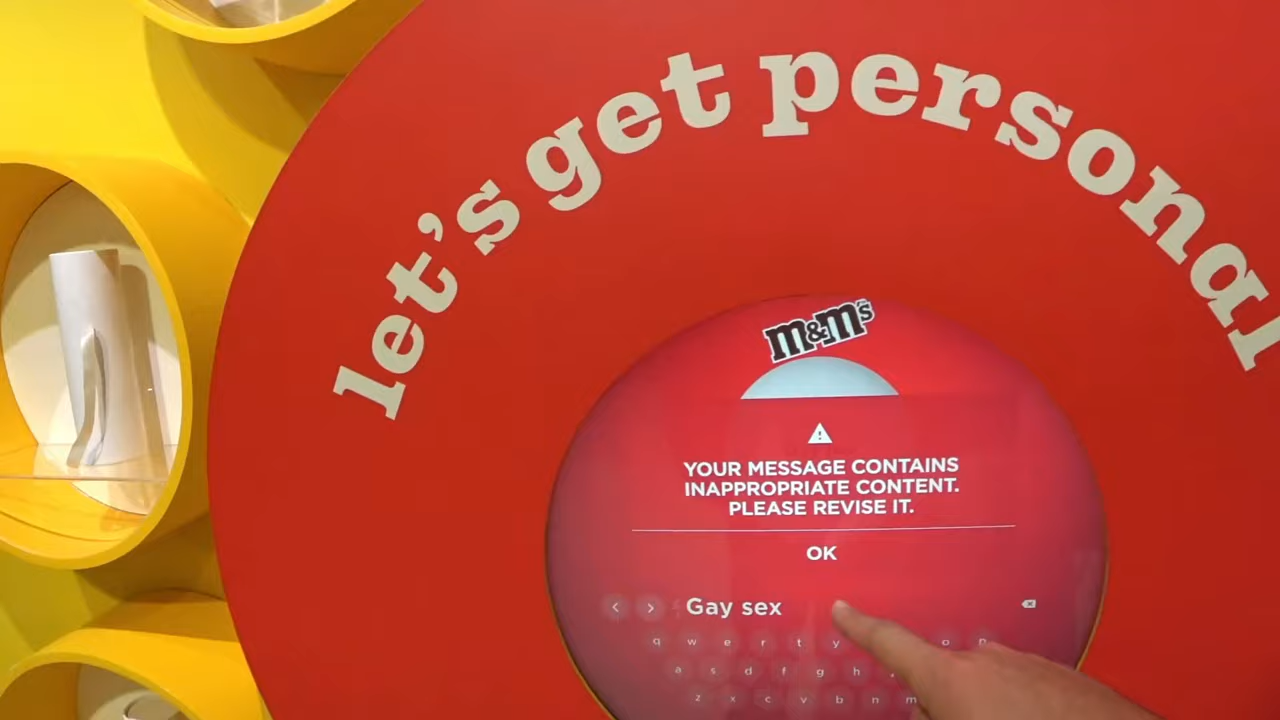 let's get personal
m&m's
YOUR MESSAGE CONTAINS
INAPPROPRIATE CONTENT.
PLEASE REVISE IT.
OK
Gay sex
q w e r t y o p
a s d f g h
z x c v b n m